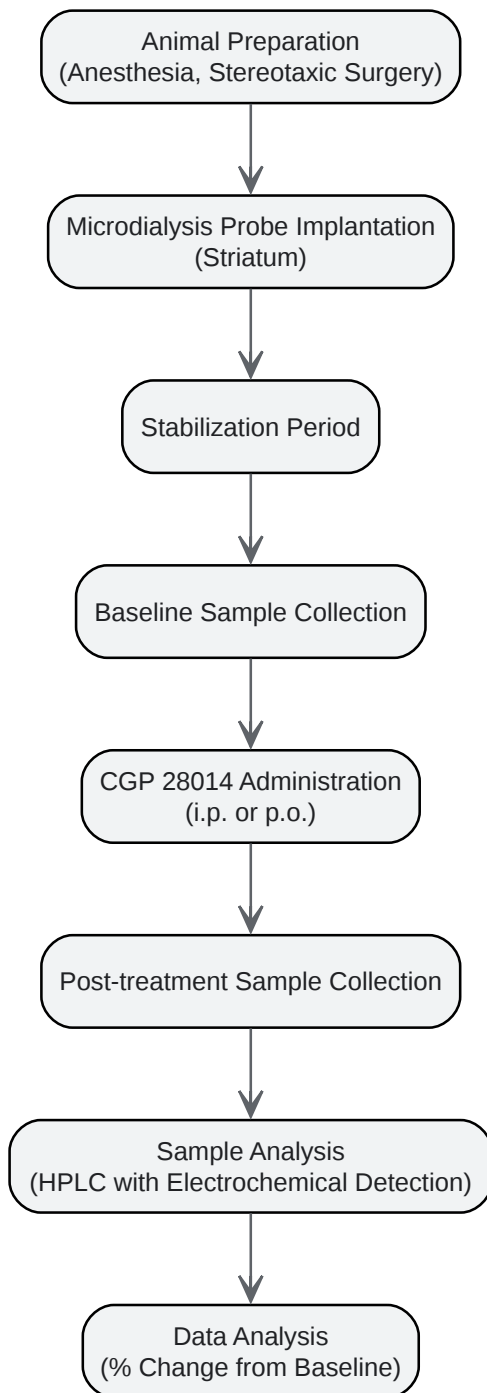 Animal Preparation
(Anesthesia, Stereotaxic Surgery)
Microdialysis Probe Implantation
(Striatum)
Stabilization Period
Baseline Sample Collection
CGP 28014 Administration
(i.p. or p.o.)
Post-treatment Sample Collection
Sample Analysis
(HPLC with Electrochemical Detection)
Data Analysis
(% Change from Baseline)